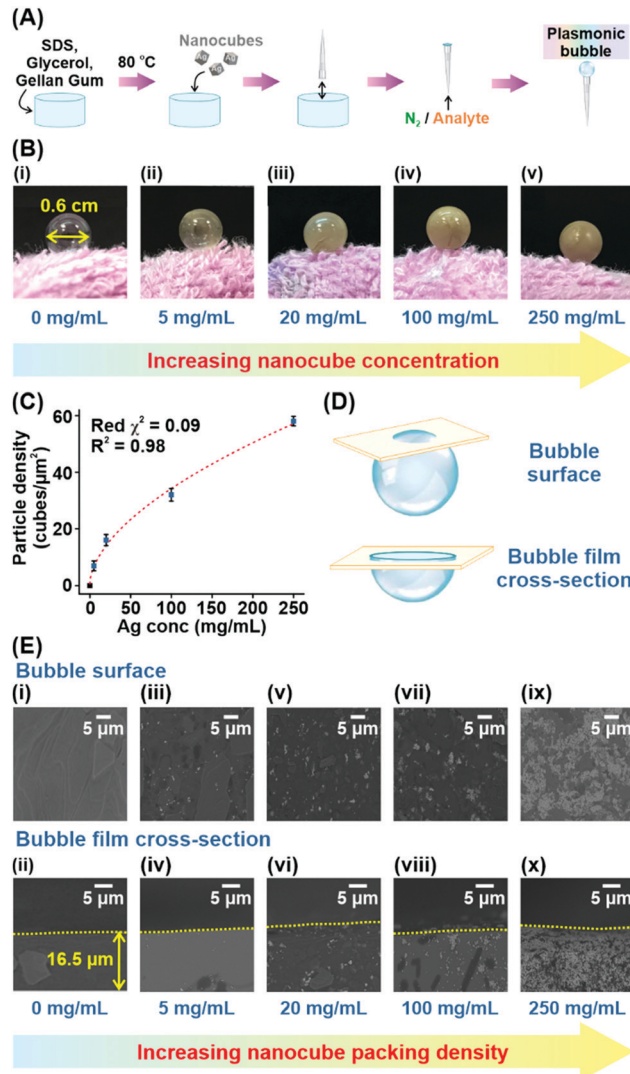 (A)
SDS,
Glycerol,
Gellan Gum
80 °C
Nanocubes
Ag Ag Ag
N₂ / Analyte
Plasmonic
bubble
(B)
(i) (ii) (iii) (iv) (v)
0.6 cm
0 mg/mL 5 mg/mL 20 mg/mL 100 mg/mL 250 mg/mL
Increasing nanocube concentration
(C)
Red χ² = 0.09
R² = 0.98
Particle density
(cubes/µm²)
60
40
20
0
0 50 100 150 200 250
Ag conc (mg/mL)
(D)
Bubble
surface
Bubble film
cross-section
(E)
Bubble surface
(i) (iii) (v) (vii) (ix)
5 µm 5 µm 5 µm 5 µm 5 µm
Bubble film cross-section
(ii) (iv) (vi) (viii) (x)
5 µm 5 µm 5 µm 5 µm 5 µm
16.5 µm
0 mg/mL 5 mg/mL 20 mg/mL 100 mg/mL 250 mg/mL
Increasing nanocube packing density